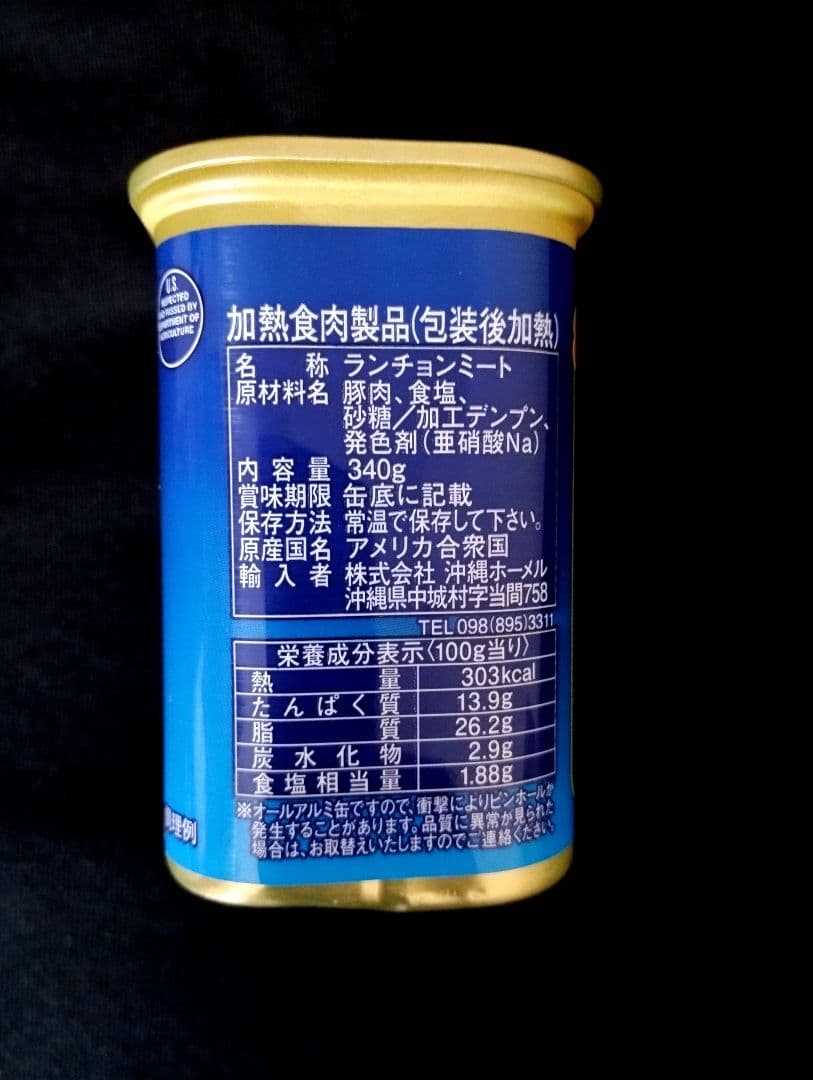 U.S.
INSPECTED
AND PASSED BY
DEPARTMENT OF
AGRICULTURE
加熱食肉製品(包装後加熱)
名称 ランチョンミート
原材料名 豚肉、食塩、
砂糖/加工デンプン、
発色剤(亜硝酸Na)
内容量 340g
賞味期限 缶底に記載
保存方法 常温で保存して下さい。
原産国名 アメリカ合衆国
輸入者 株式会社 沖縄ホーメル
沖縄県中城村字当間758
TEL 098(895)3311
栄養成分表示〈100g当り〉
熱量 303kcal
たんぱく質 13.9g
脂質 26.2g
炭水化物 2.9g
食塩相当量 1.88g
※オールアルミ缶ですので、衝撃によりピンホールが
発生することがあります。品質に異常が見られた
場合は、お取替えいたしますのでご連絡ください。
理例